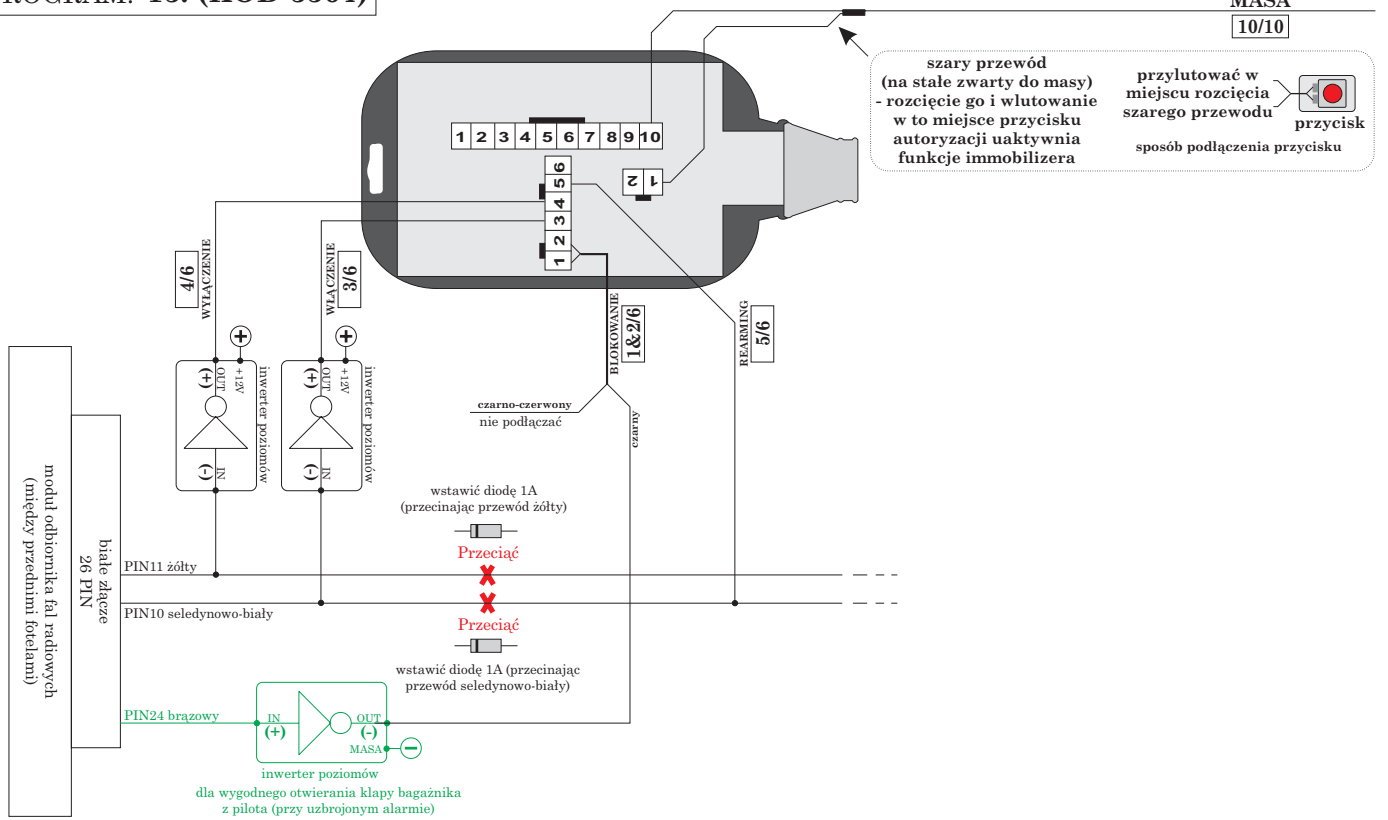 PROGRAM: 13. (KOD 3364)
MASA
10/10
szary przewód
(na stałe zwarty do masy)
- rozcięcie go i wlutowanie
w to miejsce przycisku
autoryzacji uaktywnia
funkcje immobilizera
przylutować w
miejscu rozcięcia
szarego przewodu
przycisk
sposób podłączenia przycisku
1 2 3 4 5 6 7 8 9 10
6
5
4
3
2
1
2 1
4/6
WYŁĄCZENIE
3/6
WŁĄCZENIE
BLOKOWANIE
1&2/6
REARMING
5/6
+
+12V
OUT
(+)
IN
(-)
inwerter poziomów
+
+12V
OUT
(+)
IN
(-)
inwerter poziomów
czarno-czerwony
nie podłączać
czarny
moduł odbiornika fal radiowych
(między przednimi fotelami)
białe złącze
26 PIN
wstawić diodę 1A
(przecinając przewód żółty)
Przeciąć
PIN11 żółty
PIN10 seledynowo-biały
Przeciąć
wstawić diodę 1A (przecinając
przewód seledynowo-biały)
PIN24 brązowy
IN
(+)
OUT
(-)
MASA
inwerter poziomów
dla wygodnego otwierania klapy bagażnika
z pilota (przy uzbrojonym alarmie)